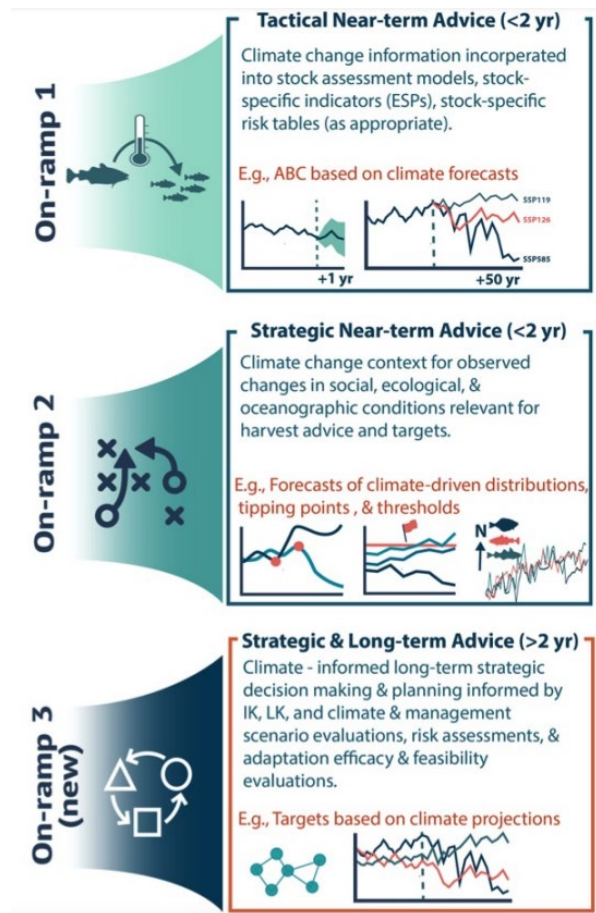 On-ramp 1
Tactical Near-term Advice (<2 yr)
Climate change information incorperated
into stock assessment models, stock-
specific indicators (ESPs), stock-specific
risk tables (as appropriate).
E.g., ABC based on climate forecasts
SSP119
SSP126
SSP585
+1 yr
+50 yr
On-ramp 2
Strategic Near-term Advice (<2 yr)
Climate change context for observed
changes in social, ecological, &
oceanographic conditions relevant for
harvest advice and targets.
E.g., Forecasts of climate-driven distributions,
tipping points , & thresholds
N
On-ramp 3
(new)
Strategic & Long-term Advice (>2 yr)
Climate - informed long-term strategic
decision making & planning informed by
IK, LK, and climate & management
scenario evaluations, risk assessments, &
adaptation efficacy & feasibility
evaluations.
E.g., Targets based on climate projections